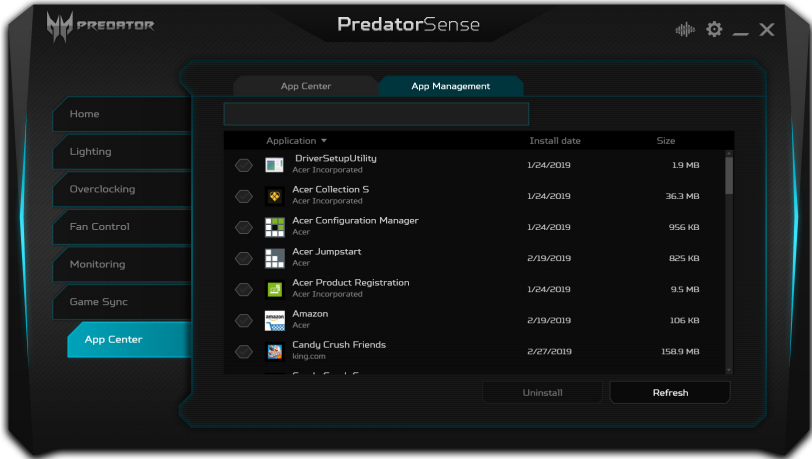 PREDATOR
PredatorSense
App Center
App Management
Home
Lighting
Overclocking
Fan Control
Monitoring
Game Sync
App Center
Application Install date Size
DriverSetupUtility
Acer Incorporated
1/24/2019 1.9 MB
Acer Collection S
Acer Incorporated
1/24/2019 36.3 MB
Acer Configuration Manager
Acer
1/24/2019 956 KB
Acer Jumpstart
Acer
2/19/2019 825 KB
Acer Product Registration
Acer Incorporated
1/24/2019 9.5 MB
amazon
Amazon
Acer
2/19/2019 106 KB
Candy Crush Friends
king.com
2/27/2019 158.9 MB
Uninstall
Refresh